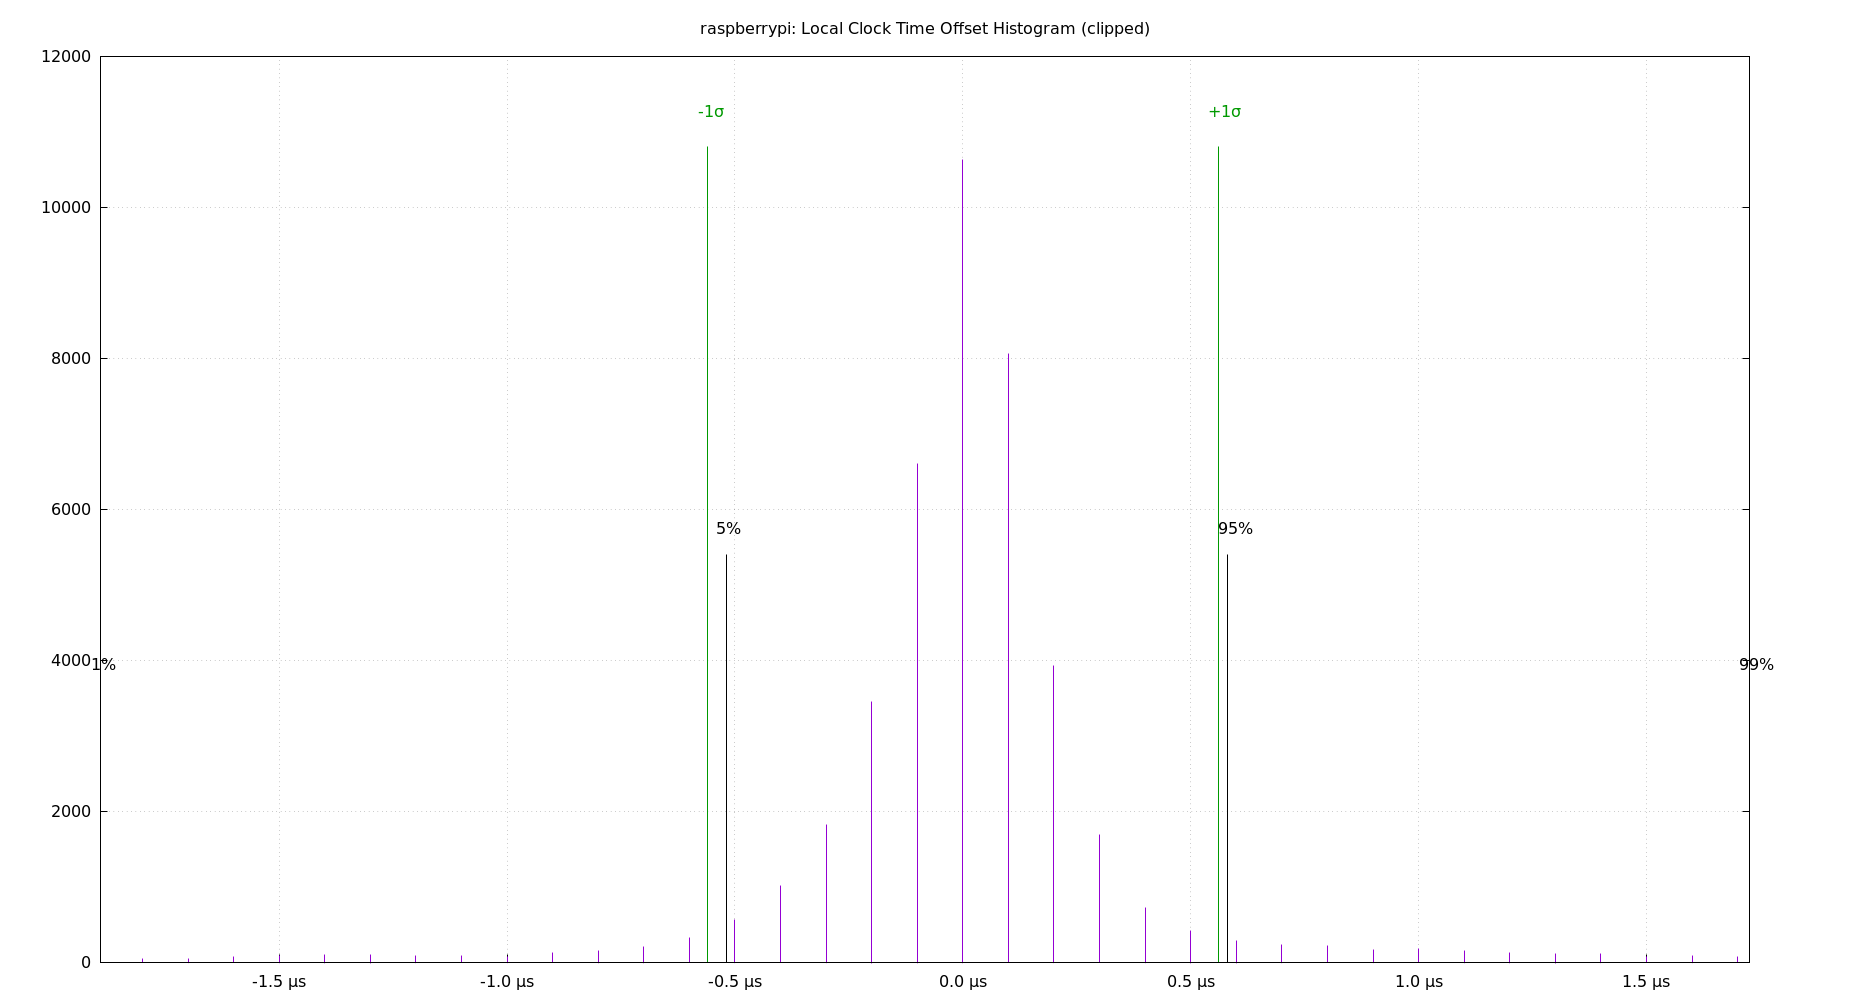 raspberrypi: Local Clock Time Offset Histogram (clipped)
12000
-1σ
+1σ
10000
8000
6000
5%
95%
4000
1%
99%
2000
0
-1.5 µs
-1.0 µs
-0.5 µs
0.0 µs
0.5 µs
1.0 µs
1.5 µs